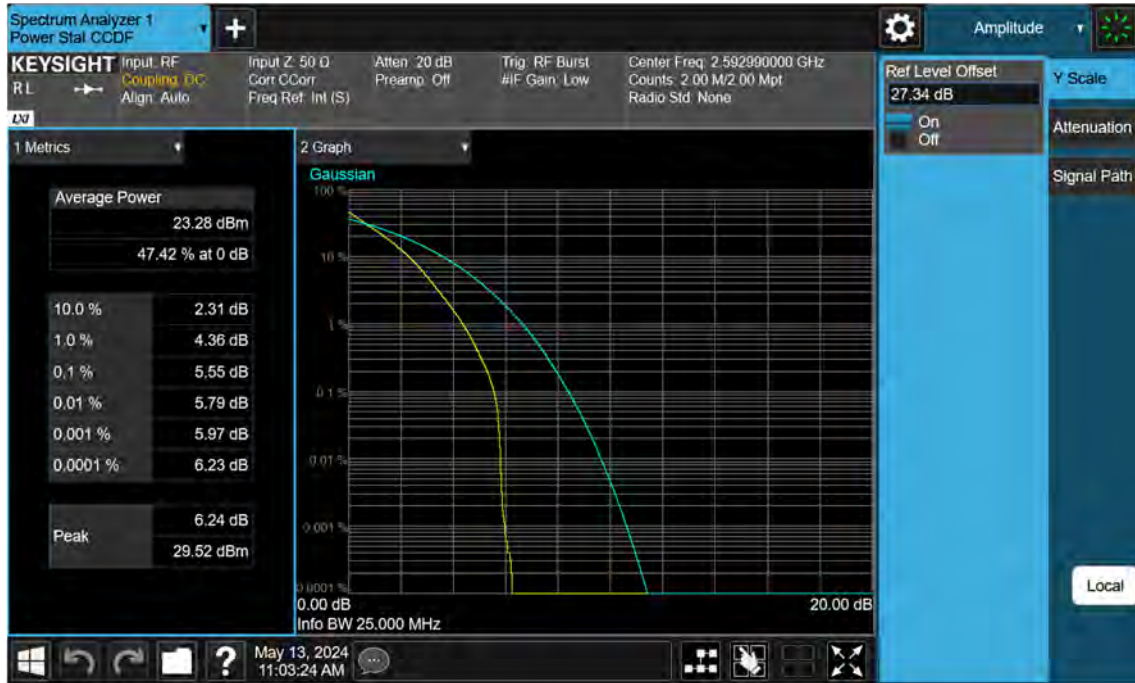 Spectrum Analyzer 1
Power Stat CCDF
+
Amplitude
KEYSIGHT
RL
LXI
Input: RF
Coupling: DC
Align: Auto
Input Z: 50 Ω
Corr CCorr
Freq Ref: Int (S)
Atten: 20 dB
Preamp: Off
Trig: RF Burst
#IF Gain: Low
Center Freq: 2.592990000 GHz
Counts: 2.00 M/2.00 Mpt
Radio Std: None
Ref Level Offset
27.34 dB
On
Off
Y Scale
Attenuation
Signal Path
Local
1 Metrics
Average Power
23.28 dBm
47.42 % at 0 dB
10.0 % 2.31 dB
1.0 % 4.36 dB
0.1 % 5.55 dB
0.01 % 5.79 dB
0.001 % 5.97 dB
0.0001 % 6.23 dB
Peak
6.24 dB
29.52 dBm
2 Graph
Gaussian
100 %
10 %
1 %
0.1 %
0.01 %
0.001 %
0.0001 %
0.00 dB 20.00 dB
Info BW 25.000 MHz
? May 13, 2024
11:03:24 AM